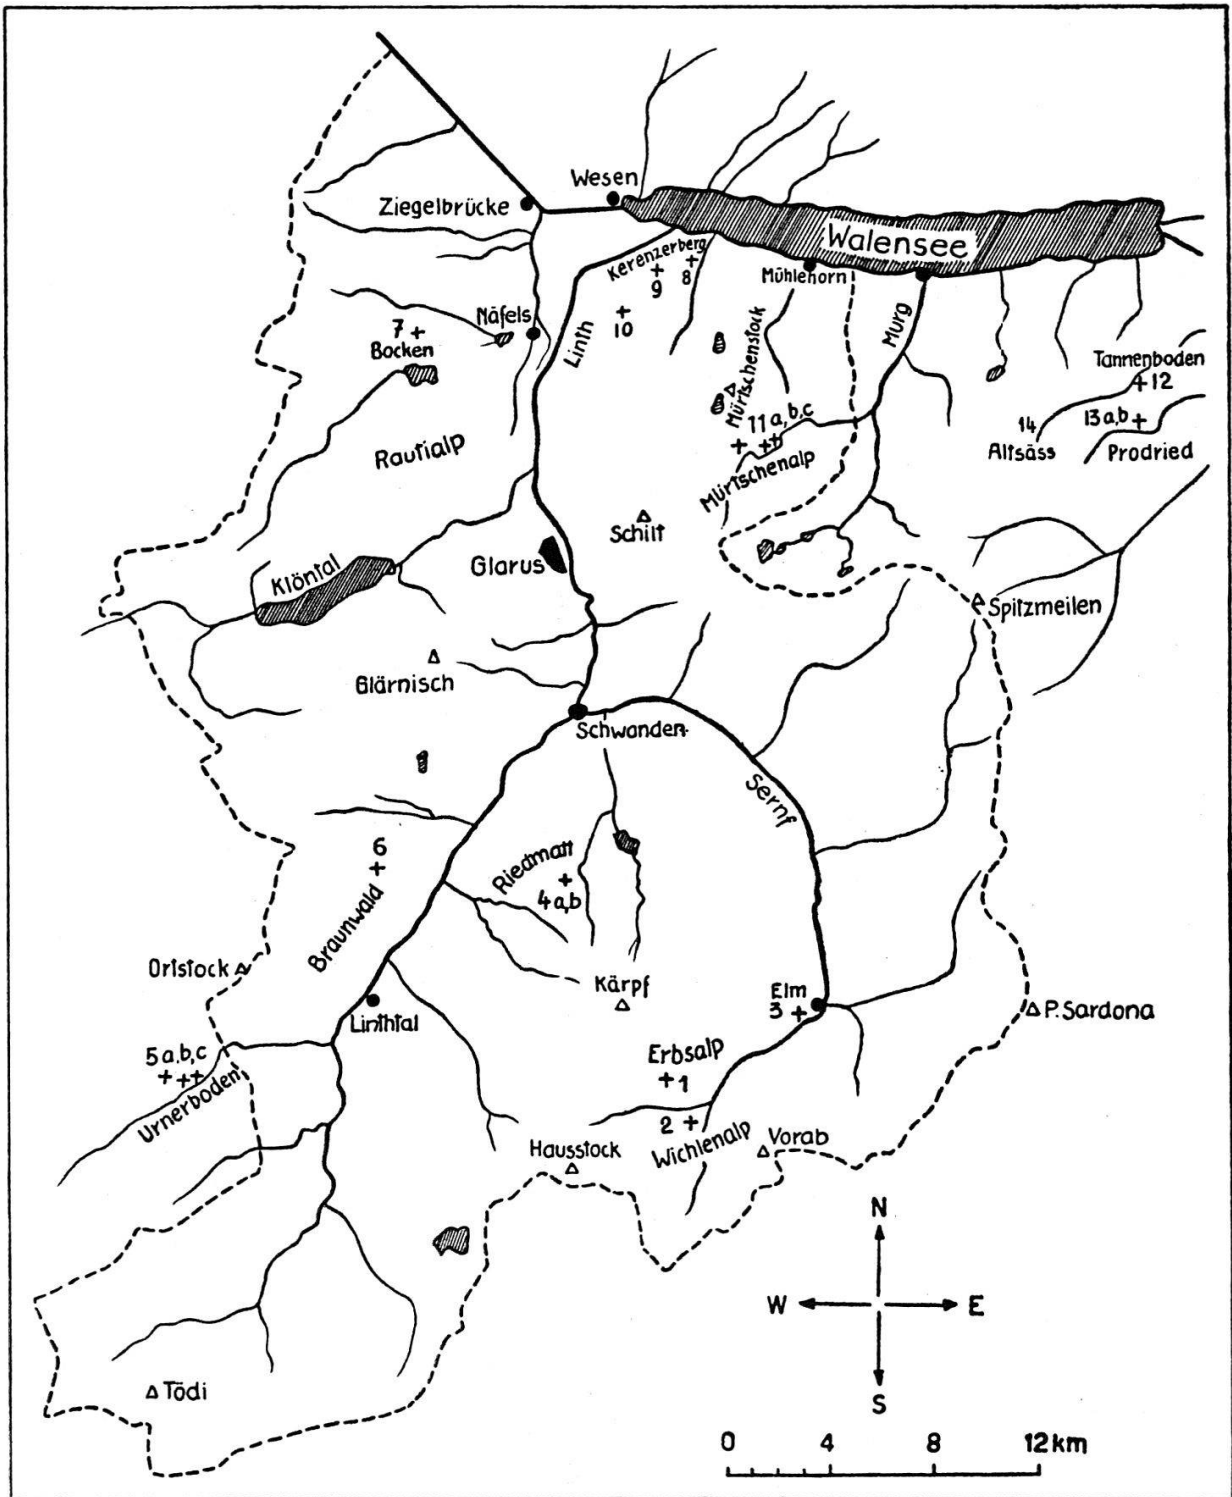 Wesen
Ziegelbrücke
Walensee
Kerenzerberg
8
9
Mühlehorn
10
Näfels
Linth
Murg
7
Bocken
Mürtschenstock
Tannenboden
12
11 a, b, c
14
13 a, b
Altsäss
Prodried
Rautialp
Mürtschenalp
Schilt
Glarus
Klöntal
Spitzmeilen
Glärnisch
Schwanden
Sernf
6
Riedmatt
4 a, b
Braunwald
Ortstock
Kärpf
Elm
3
P. Sardona
Linthtal
5 a, b, c
Urnerboden
Erbsalp
1
2
Wichlenalp
Vorab
Hausstock
N
W
E
S
Tödi
0 4 8 12 km